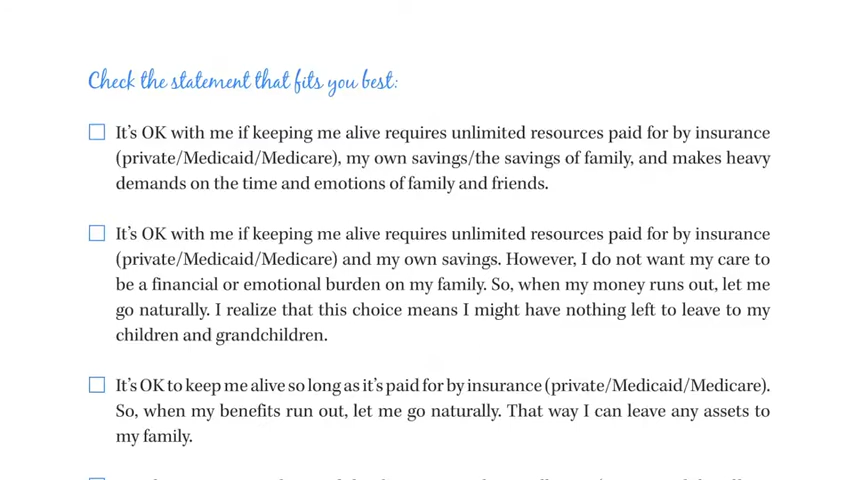 Check the statement that fits you best:
It's OK with me if keeping me alive requires unlimited resources paid for by insurance
(private/Medicaid/Medicare), my own savings/the savings of family, and makes heavy
demands on the time and emotions of family and friends.
It's OK with me if keeping me alive requires unlimited resources paid for by insurance
(private/Medicaid/Medicare) and my own savings. However, I do not want my care to
be a financial or emotional burden on my family. So, when my money runs out, let me
go naturally. I realize that this choice means I might have nothing left to leave to my
children and grandchildren.
It's OK to keep me alive so long as it's paid for by insurance (private/Medicaid/Medicare).
So, when my benefits run out, let me go naturally. That way I can leave any assets to
my family.